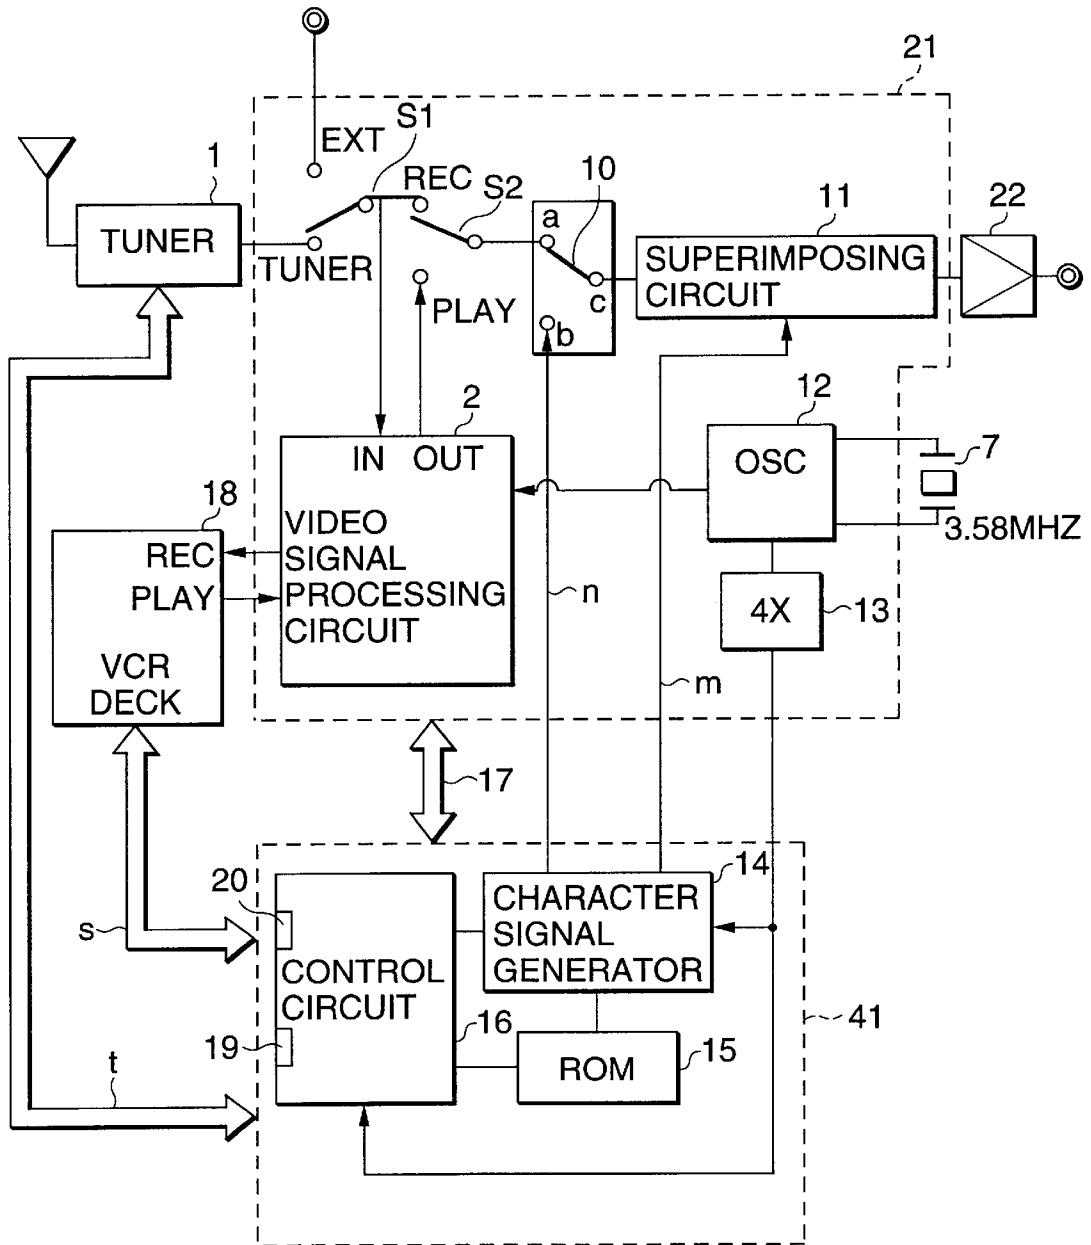 21
EXT
S1
1
REC
S2
10
11
22
TUNER
TUNER
a
c
b
SUPERIMPOSING
CIRCUIT
PLAY
2
12
IN OUT
OSC
7
3.58MHZ
18
REC
PLAY
VCR
DECK
VIDEO
SIGNAL
PROCESSING
CIRCUIT
n
4X
13
m
17
14
20
CHARACTER
SIGNAL
GENERATOR
s
CONTROL
CIRCUIT
16
41
19
ROM
15
t